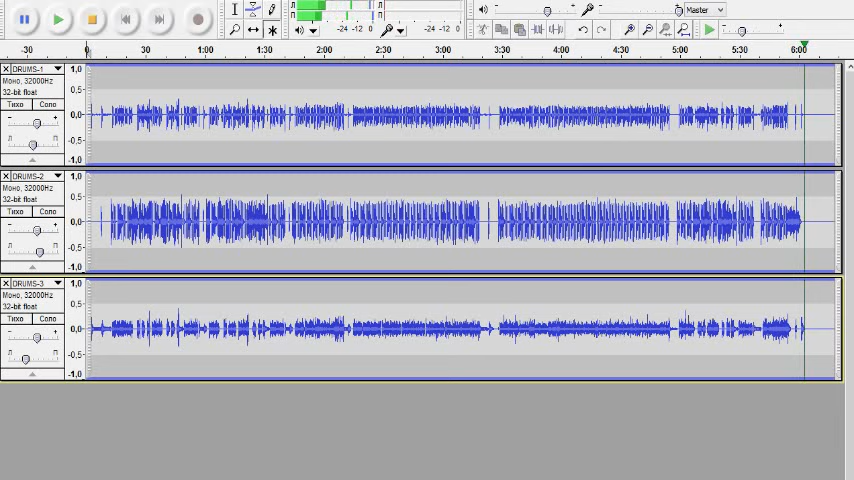 Л
П
-24 -12 0
-24 -12 0
Master
-30 0 30 1:00 1:30 2:00 2:30 3:00 3:30 4:00 4:30 5:00 5:30 6:00
DRUMS-1
Моно, 32000Hz
32-bit float
Тихо Соло
- +
Л П
1,0
0,5
0,0
-0,5
-1,0
DRUMS-2
Моно, 32000Hz
32-bit float
Тихо Соло
- +
Л П
1,0
0,5
0,0
-0,5
-1,0
DRUMS-3
Моно, 32000Hz
32-bit float
Тихо Соло
- +
Л П
1,0
0,5
0,0
-0,5
-1,0